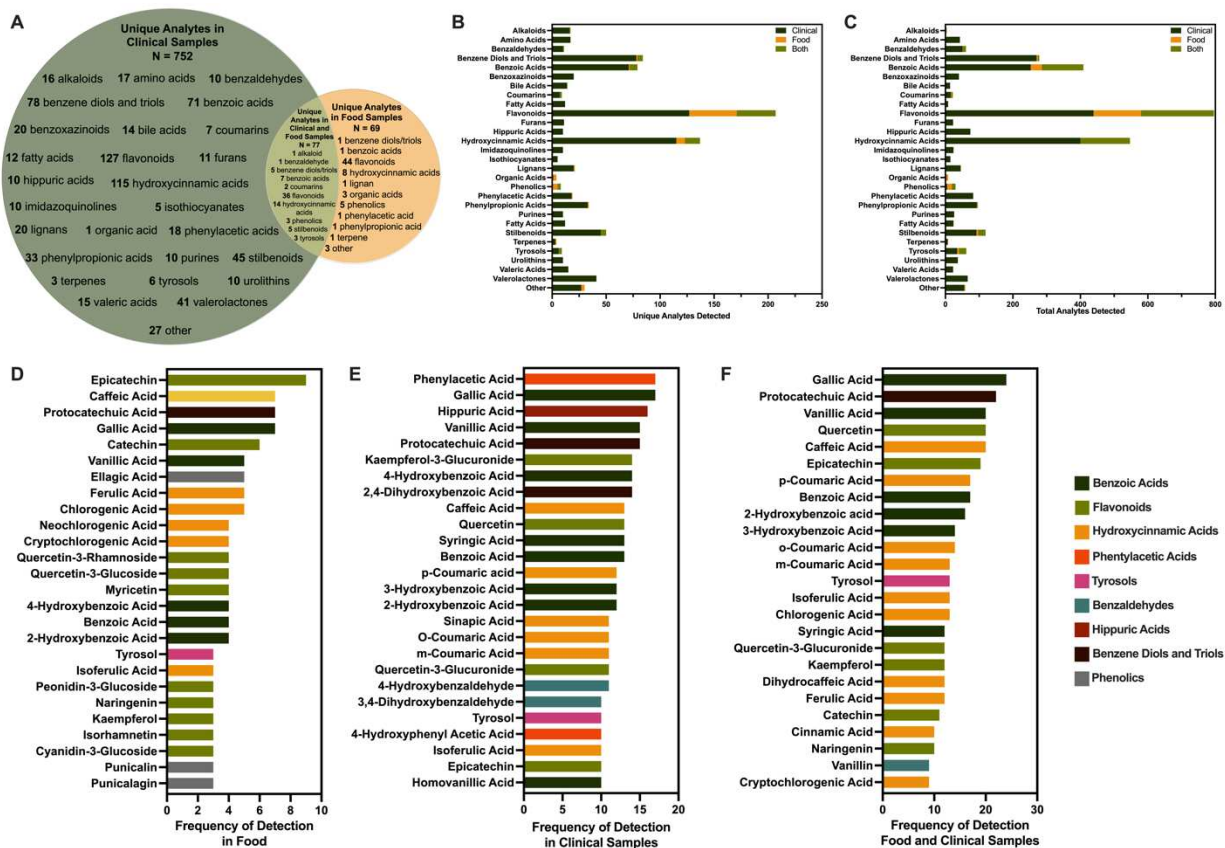 A
Unique Analytes in
Clinical Samples
N = 752
16 alkaloids 17 amino acids 10 benzaldehydes
78 benzene diols and triols 71 benzoic acids
20 benzoxazinoids 14 bile acids 7 coumarins
12 fatty acids 127 flavonoids 11 furans
10 hippuric acids 115 hydroxycinnamic acids
10 imidazoquinolines 5 isothiocyanates
20 lignans 1 organic acid 18 phenylacetic acids
33 phenylpropionic acids 10 purines 45 stilbenoids
3 terpenes 6 tyrosols 10 urolithins
15 valeric acids 41 valerolactones
27 other
Unique
Analytes in
Clinical and
Food Samples
N = 77
1 alkaloid
1 benzaldehyde
5 benzene diols/triols
7 benzoic acids
2 coumarins
36 flavonoids
14 hydroxycinnamic
acids
3 phenolics
5 stilbenoids
3 tyrosols
Unique Analytes
in Food Samples
N = 69
1 benzene diols/triols
1 benzoic acids
44 flavonoids
8 hydroxycinnamic acids
1 lignan
3 organic acids
5 phenolics
1 phenylacetic acid
1 phenylpropionic acid
1 terpene
3 other
B
Alkaloids
Amino Acids
Benzaldehydes
Benzene Diols and Triols
Benzoic Acids
Benzoxazinoids
Bile Acids
Coumarins
Fatty Acids
Flavonoids
Furans
Hippuric Acids
Hydroxycinnamic Acids
Imidazoquinolines
Isothiocyanates
Lignans
Organic Acids
Phenolics
Phenylacetic Acids
Phenylpropionic Acids
Purines
Fatty Acids
Stilbenoids
Terpenes
Tyrosols
Urolithins
Valeric Acids
Valerolactones
Other
Clinical
Food
Both
0 50 100 150 200 250
Unique Analytes Detected
C
Alkaloids
Amino Acids
Benzaldehydes
Benzene Diols and Triols
Benzoic Acids
Benzoxazinoids
Bile Acids
Coumarins
Fatty Acids
Flavonoids
Furans
Hippuric Acids
Hydroxycinnamic Acids
Imidazoquinolines
Isothiocyanates
Lignans
Organic Acids
Phenolics
Phenylacetic Acids
Phenylpropionic Acids
Purines
Fatty Acids
Stilbenoids
Terpenes
Tyrosols
Urolithins
Valeric Acids
Valerolactones
Other
Clinical
Food
Both
0 200 400 600 800
Total Analytes Detected
D
Epicatechin
Caffeic Acid
Protocatechuic Acid
Gallic Acid
Catechin
Vanillic Acid
Ellagic Acid
Ferulic Acid
Chlorogenic Acid
Neochlorogenic Acid
Cryptochlorogenic Acid
Quercetin-3-Rhamnoside
Quercetin-3-Glucoside
Myricetin
4-Hydroxybenzoic Acid
Benzoic Acid
2-Hydroxybenzoic Acid
Tyrosol
Isoferulic Acid
Peonidin-3-Glucoside
Naringenin
Kaempferol
Isorhamnetin
Cyanidin-3-Glucoside
Punicalin
Punicalagin
0 2 4 6 8 10
Frequency of Detection
in Food
E
Phenylacetic Acid
Gallic Acid
Hippuric Acid
Vanillic Acid
Protocatechuic Acid
Kaempferol-3-Glucuronide
4-Hydroxybenzoic Acid
2,4-Dihydroxybenzoic Acid
Caffeic Acid
Quercetin
Syringic Acid
Benzoic Acid
p-Coumaric acid
3-Hydroxybenzoic Acid
2-Hydroxybenzoic Acid
Sinapic Acid
O-Coumaric Acid
m-Coumaric Acid
Quercetin-3-Glucuronide
4-Hydroxybenzaldehyde
3,4-Dihydroxybenzaldehyde
Tyrosol
4-Hydroxyphenyl Acetic Acid
Isoferulic Acid
Epicatechin
Homovanillic Acid
0 5 10 15 20
Frequency of Detection
in Clinical Samples
F
Gallic Acid
Protocatechuic Acid
Vanillic Acid
Quercetin
Caffeic Acid
Epicatechin
p-Coumaric Acid
Benzoic Acid
2-Hydroxybenzoic acid
3-Hydroxybenzoic Acid
o-Coumaric Acid
m-Coumaric Acid
Tyrosol
Isoferulic Acid
Chlorogenic Acid
Syringic Acid
Quercetin-3-Glucuronide
Kaempferol
Dihydrocaffeic Acid
Ferulic Acid
Catechin
Cinnamic Acid
Naringenin
Vanillin
Cryptochlorogenic Acid
0 10 20 30
Frequency of Detection
Food and Clinical Samples
Benzoic Acids
Flavonoids
Hydroxycinnamic Acids
Phentylacetic Acids
Tyrosols
Benzaldehydes
Hippuric Acids
Benzene Diols and Triols
Phenolics